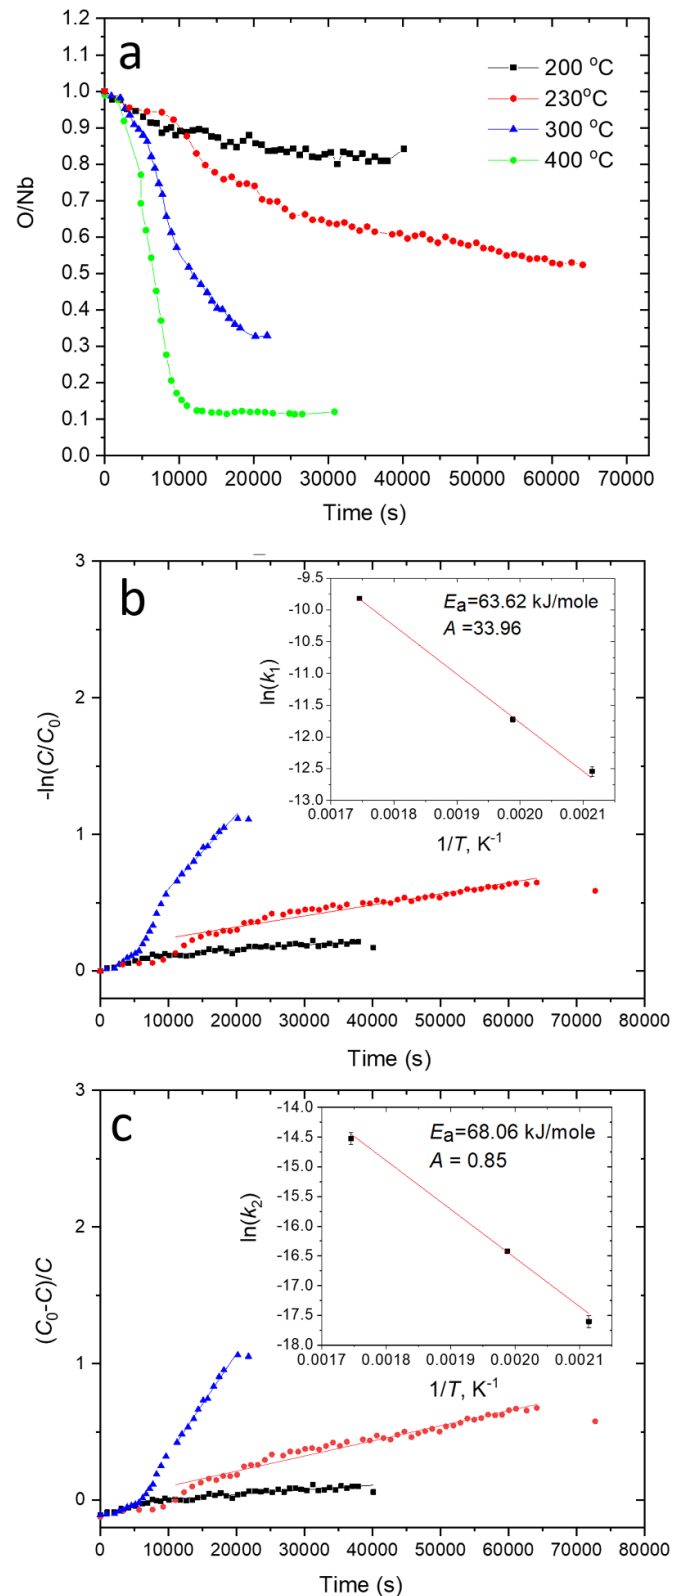 a
1.2
1.1
1.0
0.9
0.8
0.7
0.6
0.5
0.4
0.3
0.2
0.1
0.0
O/Nb
200 °C
230°C
300 °C
400 °C
0 10000 20000 30000 40000 50000 60000 70000
Time (s)
b
3
2
1
0
-ln(C/C₀)
0 10000 20000 30000 40000 50000 60000 70000 80000
Time (s)
-9.5
-10.0
-10.5
-11.0
-11.5
-12.0
-12.5
-13.0
ln(k₁)
Eₐ=63.62 kJ/mole
A =33.96
0.0017 0.0018 0.0019 0.0020 0.0021
1/T, K⁻¹
c
3
2
1
0
(C₀-C)/C
0 10000 20000 30000 40000 50000 60000 70000 80000
Time (s)
-14.0
-14.5
-15.0
-15.5
-16.0
-16.5
-17.0
-17.5
-18.0
ln(k₂)
Eₐ=68.06 kJ/mole
A = 0.85
0.0017 0.0018 0.0019 0.0020 0.0021
1/T, K⁻¹